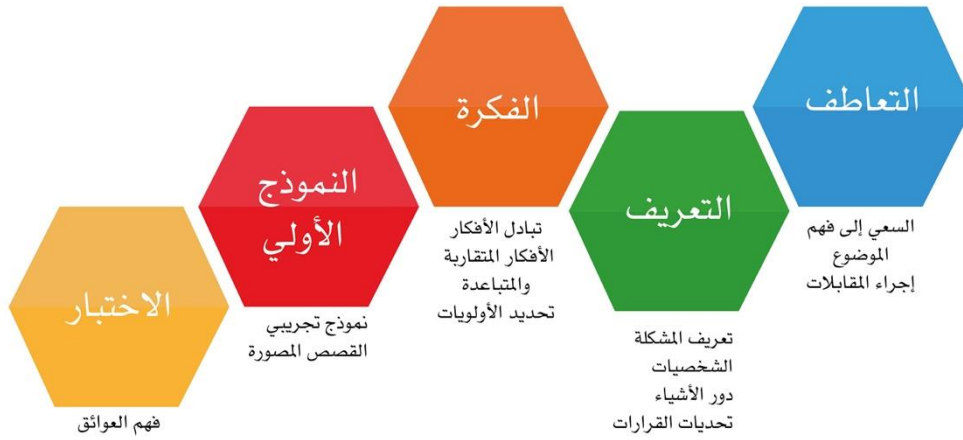 التعاطف
السعي إلى فهم
الموضوع
إجراء المقابلات
التعريف
تعريف المشكلة
الشخصيات
دور الأشياء
تحديات القرارات
الفكرة
تبادل الأفكار
الأفكار المتقاربة
والمتباعدة
تحديد الأولويات
النموذج
الأولي
نموذج تجريبي
القصص المصورة
الاختبار
فهم العوائق